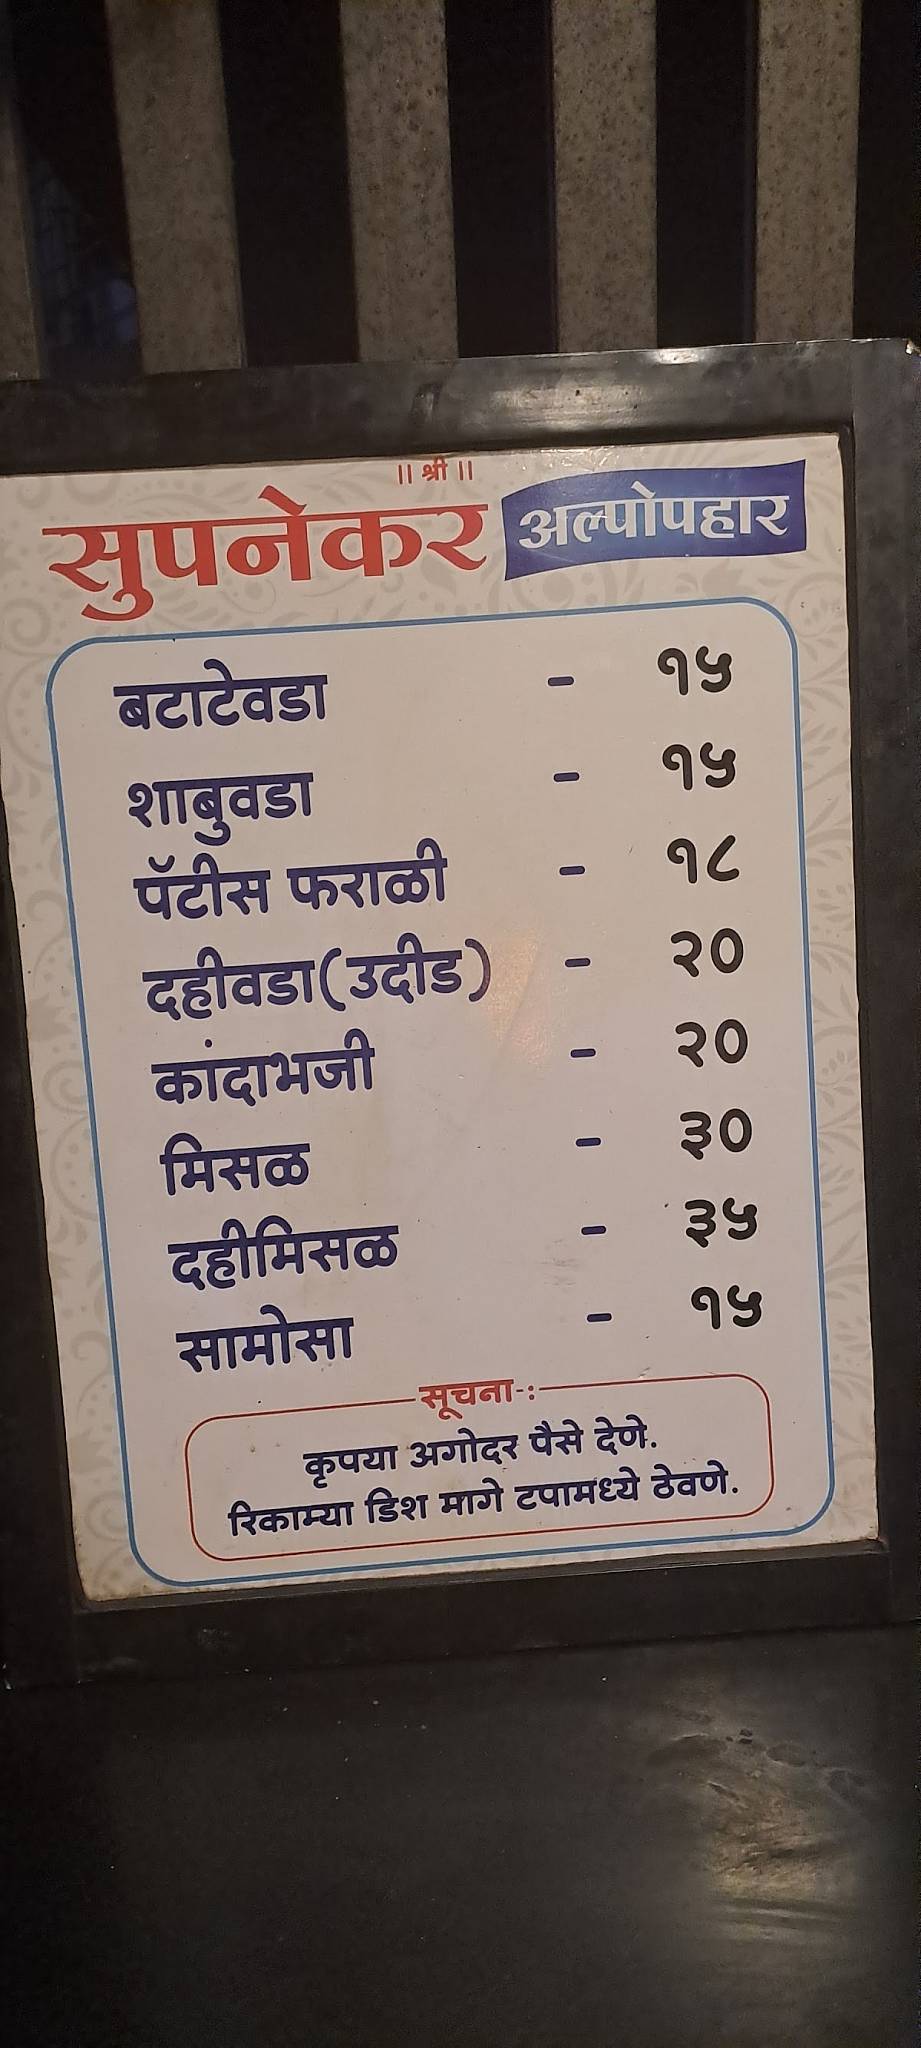 ॥ श्री ॥
सुपनेकर अल्पोपहार
बटाटेवडा - १५
शाबुवडा - १५
पॅटीस फराळी - १८
दहीवडा(उदीड) - २०
कांदाभजी - २०
मिसळ - ३०
दहीमिसळ - ३५
सामोसा - १५
सूचना-:
कृपया अगोदर पैसे देणे.
रिकाम्या डिश मागे टपामध्ये ठेवणे.